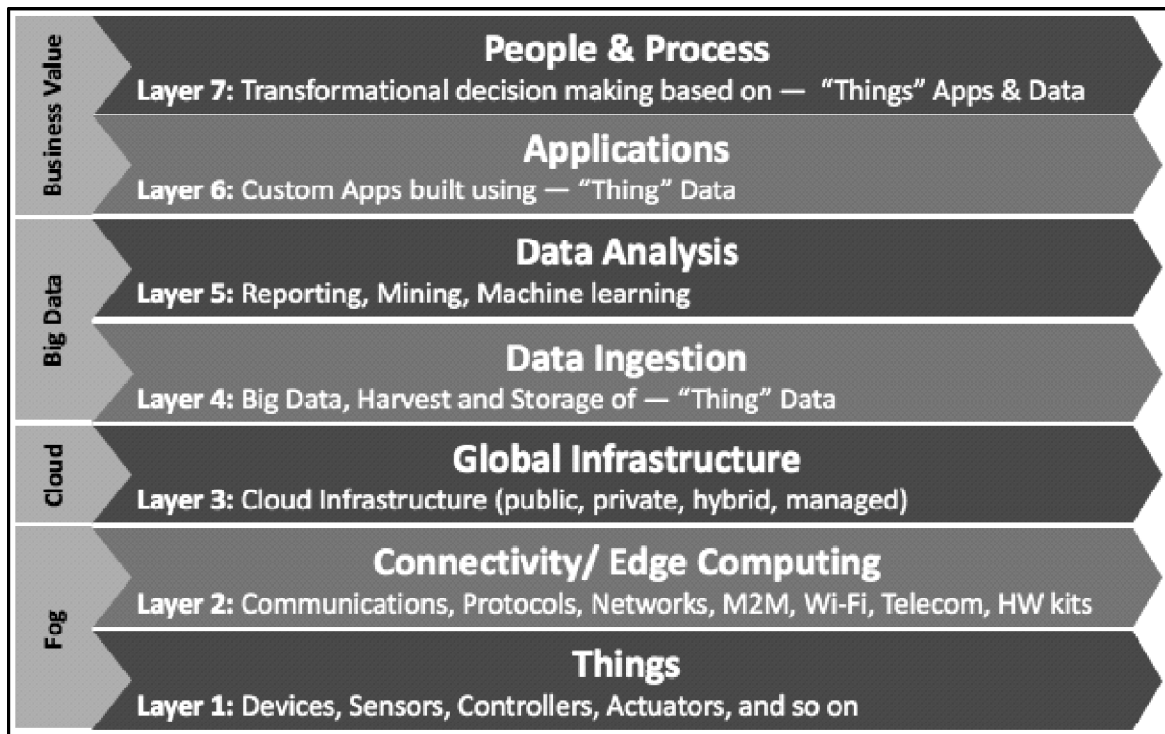 Business Value
People & Process
Layer 7: Transformational decision making based on — “Things” Apps & Data
Applications
Layer 6: Custom Apps built using — “Thing” Data
Big Data
Data Analysis
Layer 5: Reporting, Mining, Machine learning
Data Ingestion
Layer 4: Big Data, Harvest and Storage of — “Thing” Data
Cloud
Global Infrastructure
Layer 3: Cloud Infrastructure (public, private, hybrid, managed)
Fog
Connectivity/ Edge Computing
Layer 2: Communications, Protocols, Networks, M2M, Wi-Fi, Telecom, HW kits
Things
Layer 1: Devices, Sensors, Controllers, Actuators, and so on